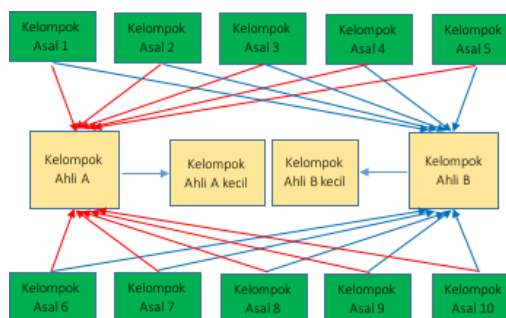 Kelompok
Asal 1
Kelompok
Asal 2
Kelompok
Asal 3
Kelompok
Asal 4
Kelompok
Asal 5
Kelompok
Ahli A
Kelompok
Ahli A kecil
Kelompok
Ahli B kecil
Kelompok
Ahli B
Kelompok
Asal 6
Kelompok
Asal 7
Kelompok
Asal 8
Kelompok
Asal 9
Kelompok
Asal 10